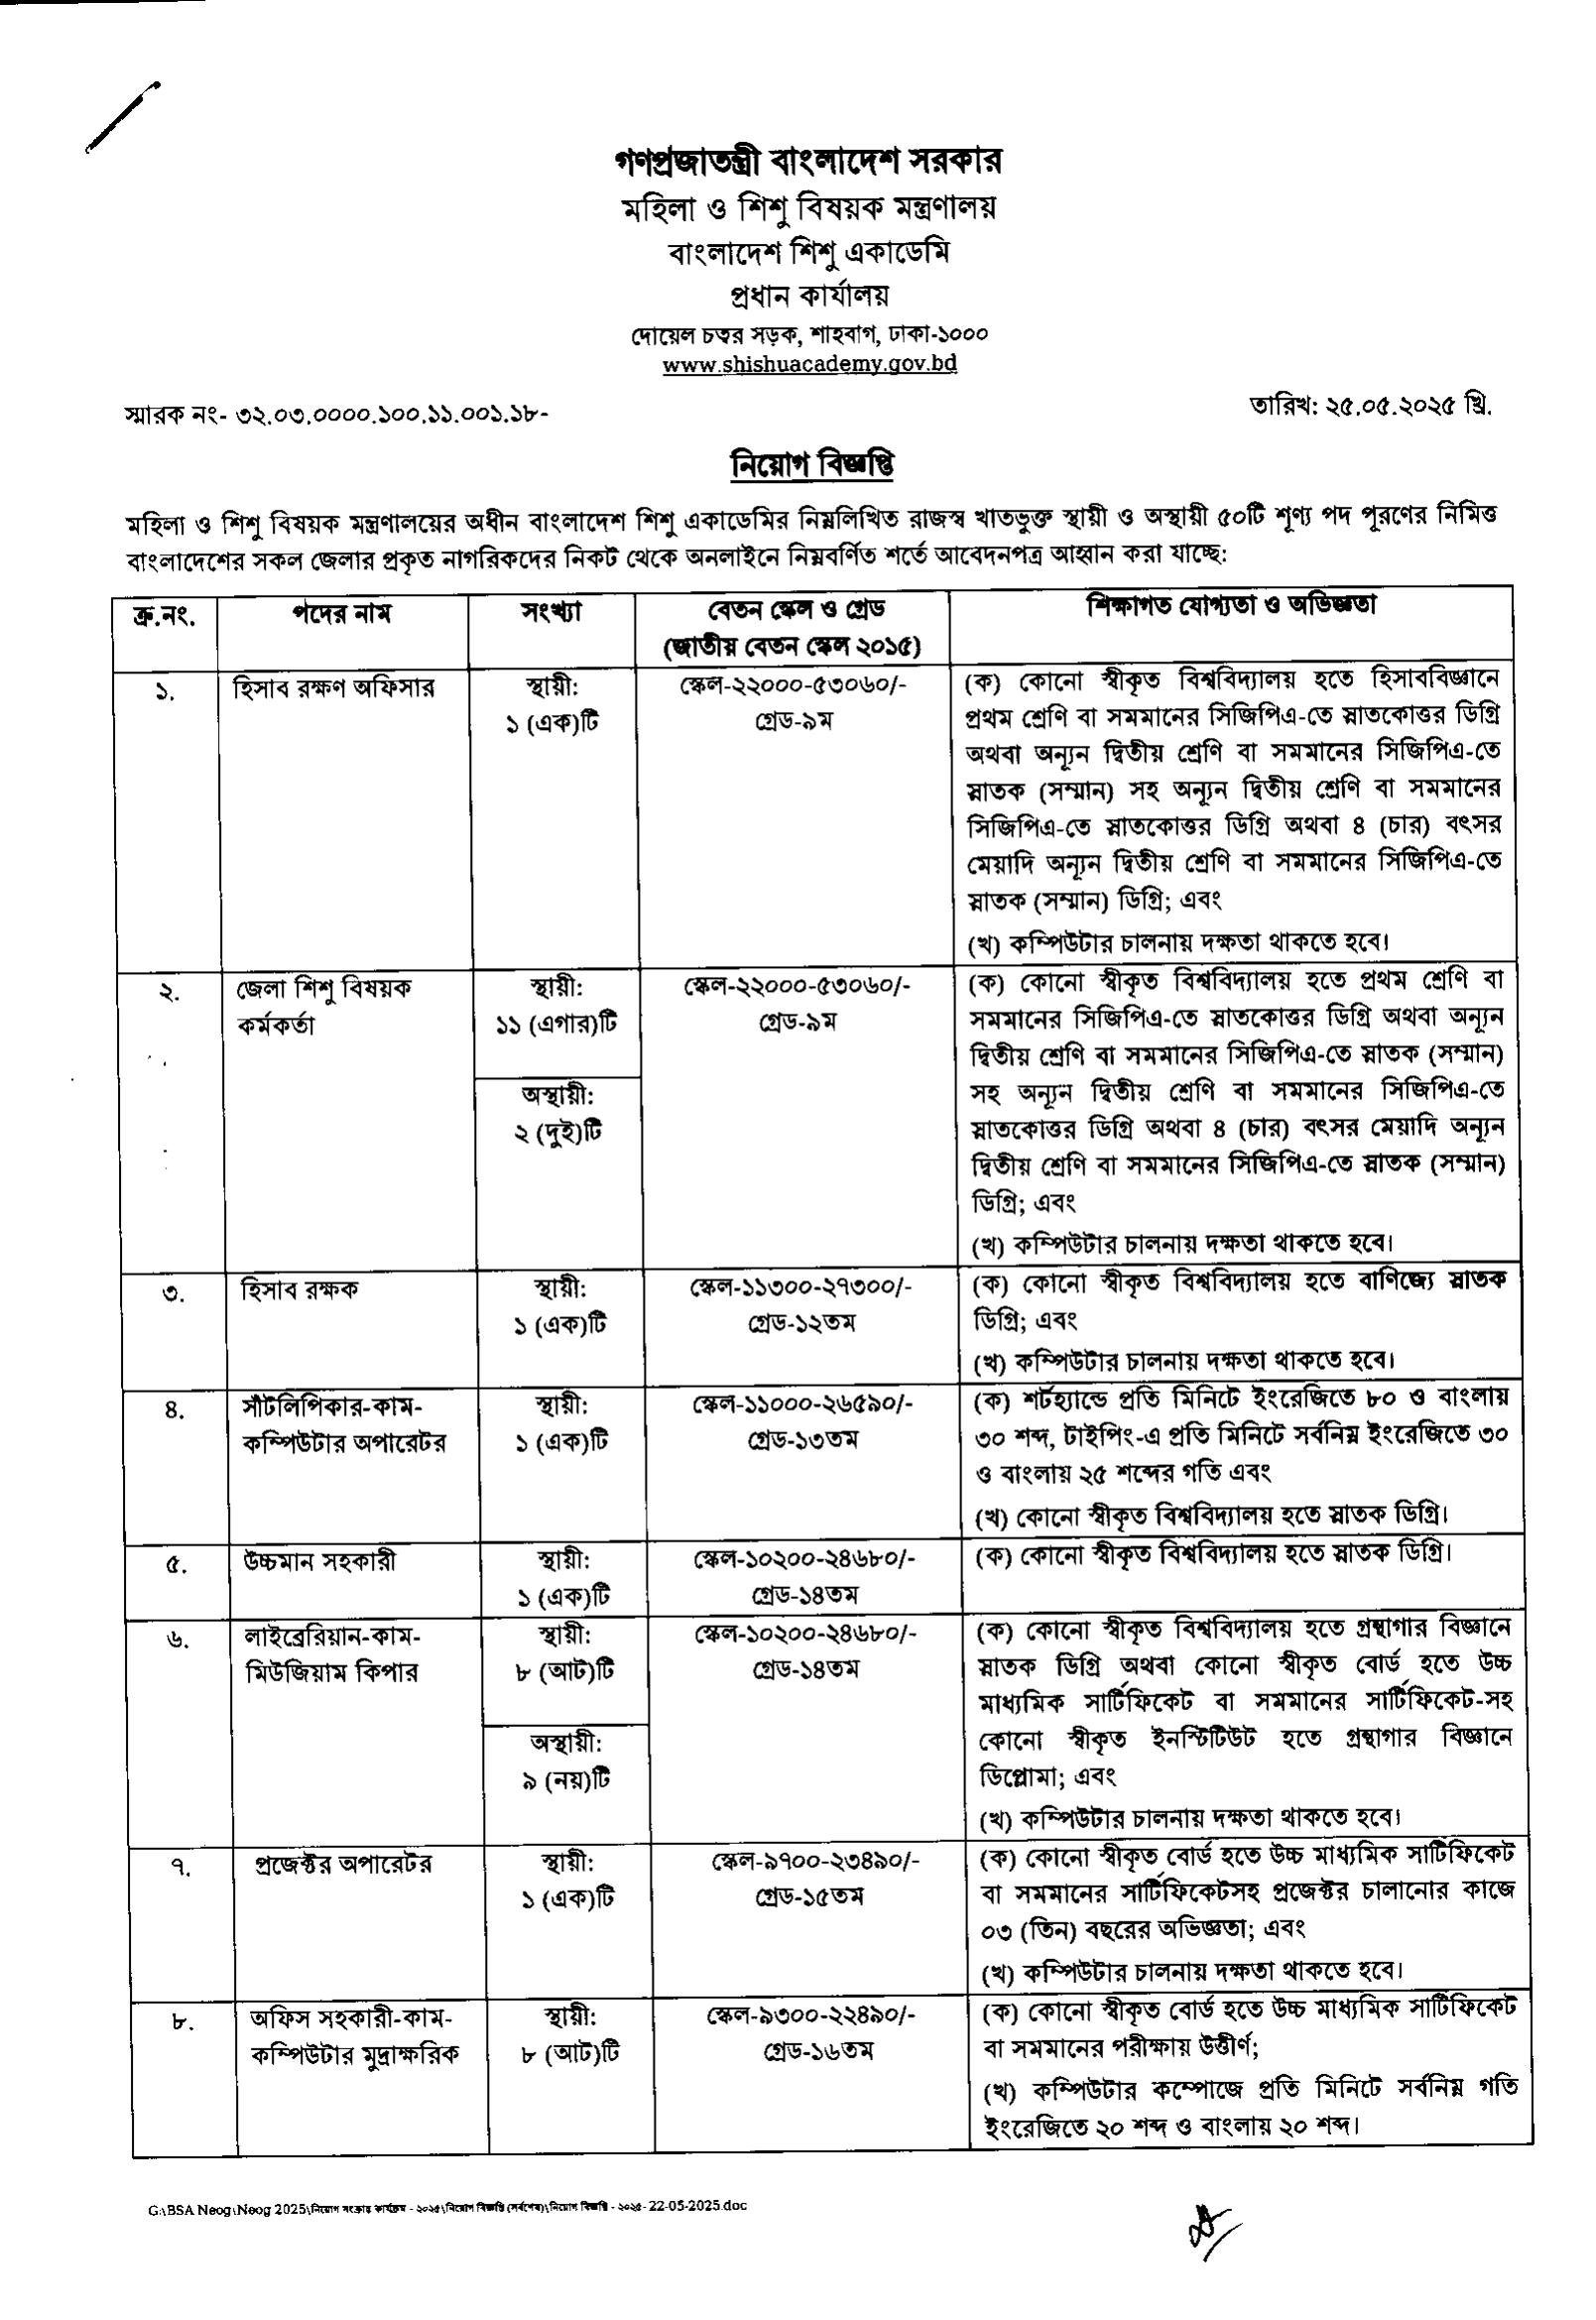 গণপ্রজাতন্ত্রী বাংলাদেশ সরকার
মহিলা ও শিশু বিষয়ক মন্ত্রণালয়
বাংলাদেশ শিশু একাডেমি
প্রধান কার্যালয়
দোয়েল চত্বর সড়ক, শাহবাগ, ঢাকা-১০০০
www.shishuacademy.gov.bd
স্মারক নং- ৩২.০৩.০০০০.১০০.১১.০০১.১৮-
তারিখ: ২৫.০৫.২০২৫ খ্রি.
নিয়োগ বিজ্ঞপ্তি
মহিলা ও শিশু বিষয়ক মন্ত্রণালয়ের অধীন বাংলাদেশ শিশু একাডেমির নিম্নলিখিত রাজস্ব খাতভুক্ত স্থায়ী ও অস্থায়ী ৫০টি শূণ্য পদ পূরণের নিমিত্ত
বাংলাদেশের সকল জেলার প্রকৃত নাগরিকদের নিকট থেকে অনলাইনে নিম্নবর্ণিত শর্তে আবেদনপত্র আহ্বান করা যাচ্ছে:
ক্র.নং.
পদের নাম
সংখ্যা
বেতন স্কেল ও গ্রেড
(জাতীয় বেতন স্কেল ২০১৫)
শিক্ষাগত যোগ্যতা ও অভিজ্ঞতা
১.
হিসাব রক্ষণ অফিসার
স্থায়ী:
১ (এক)টি
স্কেল-২২০০০-৫৩০৬০/-
গ্রেড-৯ম
(ক) কোনো স্বীকৃত বিশ্ববিদ্যালয় হতে হিসাববিজ্ঞানে
প্রথম শ্রেণি বা সমমানের সিজিপিএ-তে স্নাতকোত্তর ডিগ্রি
অথবা অন্যূন দ্বিতীয় শ্রেণি বা সমমানের সিজিপিএ-তে
স্নাতক (সম্মান) সহ অন্যূন দ্বিতীয় শ্রেণি বা সমমানের
সিজিপিএ-তে স্নাতকোত্তর ডিগ্রি অথবা ৪ (চার) বৎসর
মেয়াদি অন্যূন দ্বিতীয় শ্রেণি বা সমমানের সিজিপিএ-তে
স্নাতক (সম্মান) ডিগ্রি; এবং
(খ) কম্পিউটার চালনায় দক্ষতা থাকতে হবে।
২.
জেলা শিশু বিষয়ক
কর্মকর্তা
স্থায়ী:
১১ (এগার)টি
অস্থায়ী:
২ (দুই)টি
স্কেল-২২০০০-৫৩০৬০/-
গ্রেড-৯ম
(ক) কোনো স্বীকৃত বিশ্ববিদ্যালয় হতে প্রথম শ্রেণি বা
সমমানের সিজিপিএ-তে স্নাতকোত্তর ডিগ্রি অথবা অন্যূন
দ্বিতীয় শ্রেণি বা সমমানের সিজিপিএ-তে স্নাতক (সম্মান)
সহ অন্যূন দ্বিতীয় শ্রেণি বা সমমানের সিজিপিএ-তে
স্নাতকোত্তর ডিগ্রি অথবা ৪ (চার) বৎসর মেয়াদি অন্যূন
দ্বিতীয় শ্রেণি বা সমমানের সিজিপিএ-তে স্নাতক (সম্মান)
ডিগ্রি; এবং
(খ) কম্পিউটার চালনায় দক্ষতা থাকতে হবে।
৩.
হিসাব রক্ষক
স্থায়ী:
১ (এক)টি
স্কেল-১১৩০০-২৭৩০০/-
গ্রেড-১২তম
(ক) কোনো স্বীকৃত বিশ্ববিদ্যালয় হতে বাণিজ্যে স্নাতক
ডিগ্রি; এবং
(খ) কম্পিউটার চালনায় দক্ষতা থাকতে হবে।
৪.
সাঁটলিপিকার-কাম-
কম্পিউটার অপারেটর
স্থায়ী:
১ (এক)টি
স্কেল-১১০০০-২৬৫৯০/-
গ্রেড-১৩তম
(ক) শর্টহ্যান্ডে প্রতি মিনিটে ইংরেজিতে ৮০ ও বাংলায়
৩০ শব্দ, টাইপিং-এ প্রতি মিনিটে সর্বনিম্ন ইংরেজিতে ৩০
ও বাংলায় ২৫ শব্দের গতি এবং
(খ) কোনো স্বীকৃত বিশ্ববিদ্যালয় হতে স্নাতক ডিগ্রি।
৫.
উচ্চমান সহকারী
স্থায়ী:
১ (এক)টি
স্কেল-১০২০০-২৪৬৮০/-
গ্রেড-১৪তম
(ক) কোনো স্বীকৃত বিশ্ববিদ্যালয় হতে স্নাতক ডিগ্রি।
৬.
লাইব্রেরিয়ান-কাম-
মিউজিয়াম কিপার
স্থায়ী:
৮ (আট)টি
অস্থায়ী:
৯ (নয়)টি
স্কেল-১০২০০-২৪৬৮০/-
গ্রেড-১৪তম
(ক) কোনো স্বীকৃত বিশ্ববিদ্যালয় হতে গ্রন্থাগার বিজ্ঞানে
স্নাতক ডিগ্রি অথবা কোনো স্বীকৃত বোর্ড হতে উচ্চ
মাধ্যমিক সার্টিফিকেট বা সমমানের সার্টিফিকেট-সহ
কোনো স্বীকৃত ইনস্টিটিউট হতে গ্রন্থাগার বিজ্ঞানে
ডিপ্লোমা; এবং
(খ) কম্পিউটার চালনায় দক্ষতা থাকতে হবে।
৭.
প্রজেক্টর অপারেটর
স্থায়ী:
১ (এক)টি
স্কেল-৯৭০০-২৩৪৯০/-
গ্রেড-১৫তম
(ক) কোনো স্বীকৃত বোর্ড হতে উচ্চ মাধ্যমিক সার্টিফিকেট
বা সমমানের সার্টিফিকেটসহ প্রজেক্টর চালানোর কাজে
০৩ (তিন) বছরের অভিজ্ঞতা; এবং
(খ) কম্পিউটার চালনায় দক্ষতা থাকতে হবে।
৮.
অফিস সহকারী-কাম-
কম্পিউটার মুদ্রাক্ষরিক
স্থায়ী:
৮ (আট)টি
স্কেল-৯৩০০-২২৪৯০/-
গ্রেড-১৬তম
(ক) কোনো স্বীকৃত বোর্ড হতে উচ্চ মাধ্যমিক সার্টিফিকেট
বা সমমানের পরীক্ষায় উত্তীর্ণ;
(খ) কম্পিউটার কম্পোজে প্রতি মিনিটে সর্বনিম্ন গতি
ইংরেজিতে ২০ শব্দ ও বাংলায় ২০ শব্দ।
G:\BSA Neog\Neog 2025\নিয়োগ সংক্রান্ত কার্যক্রম - ২০২৫\নিয়োগ বিজ্ঞপ্তি (সর্বশেষ)\নিয়োগ বিজ্ঞপ্তি - ২০২৫- 22-05-2025.doc